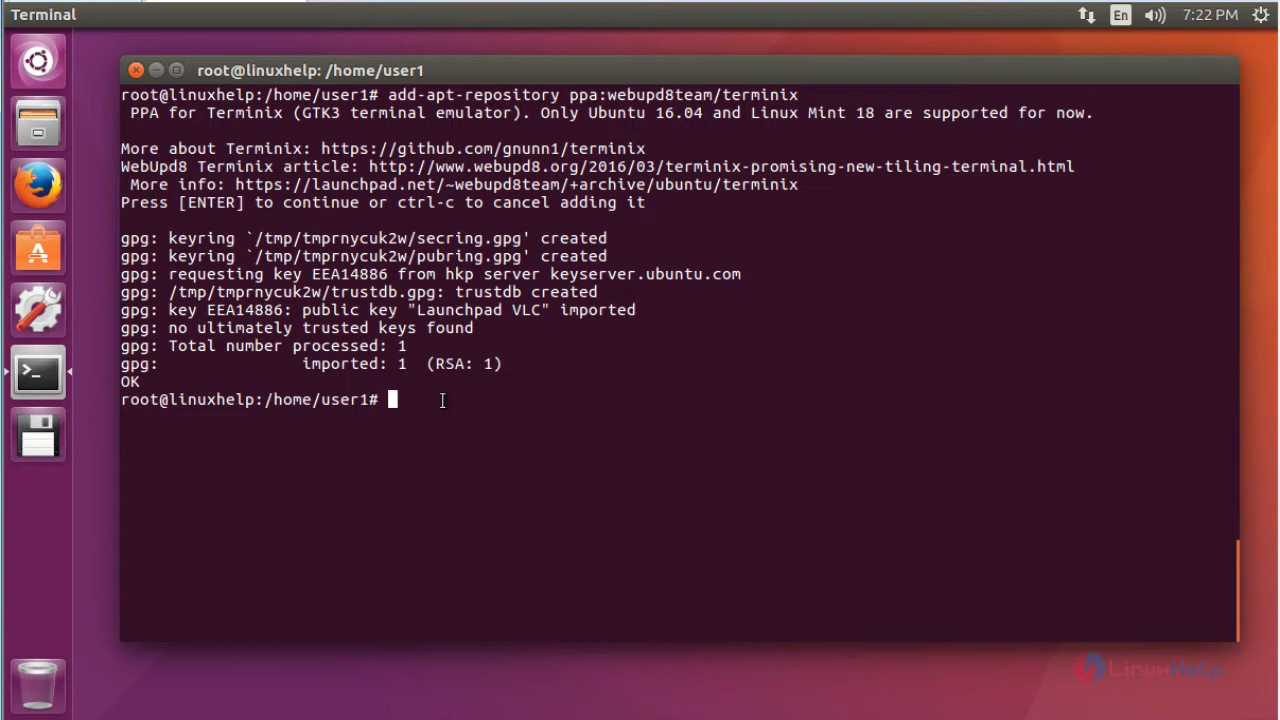 Terminal
En
7:22 PM
root@linuxhelp: /home/user1
root@linuxhelp:/home/user1# add-apt-repository ppa:webupd8team/terminix
PPA for Terminix (GTK3 terminal emulator). Only Ubuntu 16.04 and Linux Mint 18 are supported for now.
More about Terminix: https://github.com/gnunn1/terminix
WebUpd8 Terminix article: http://www.webupd8.org/2016/03/terminix-promising-new-tiling-terminal.html
More info: https://launchpad.net/~webupd8team/+archive/ubuntu/terminix
Press [ENTER] to continue or ctrl-c to cancel adding it
gpg: keyring `/tmp/tmprnycuk2w/secring.gpg' created
gpg: keyring `/tmp/tmprnycuk2w/pubring.gpg' created
gpg: requesting key EEA14886 from hkp server keyserver.ubuntu.com
gpg: /tmp/tmprnycuk2w/trustdb.gpg: trustdb created
gpg: key EEA14886: public key "Launchpad VLC" imported
gpg: no ultimately trusted keys found
gpg: Total number processed: 1
gpg:               imported: 1  (RSA: 1)
OK
root@linuxhelp:/home/user1#
LinuxHelp